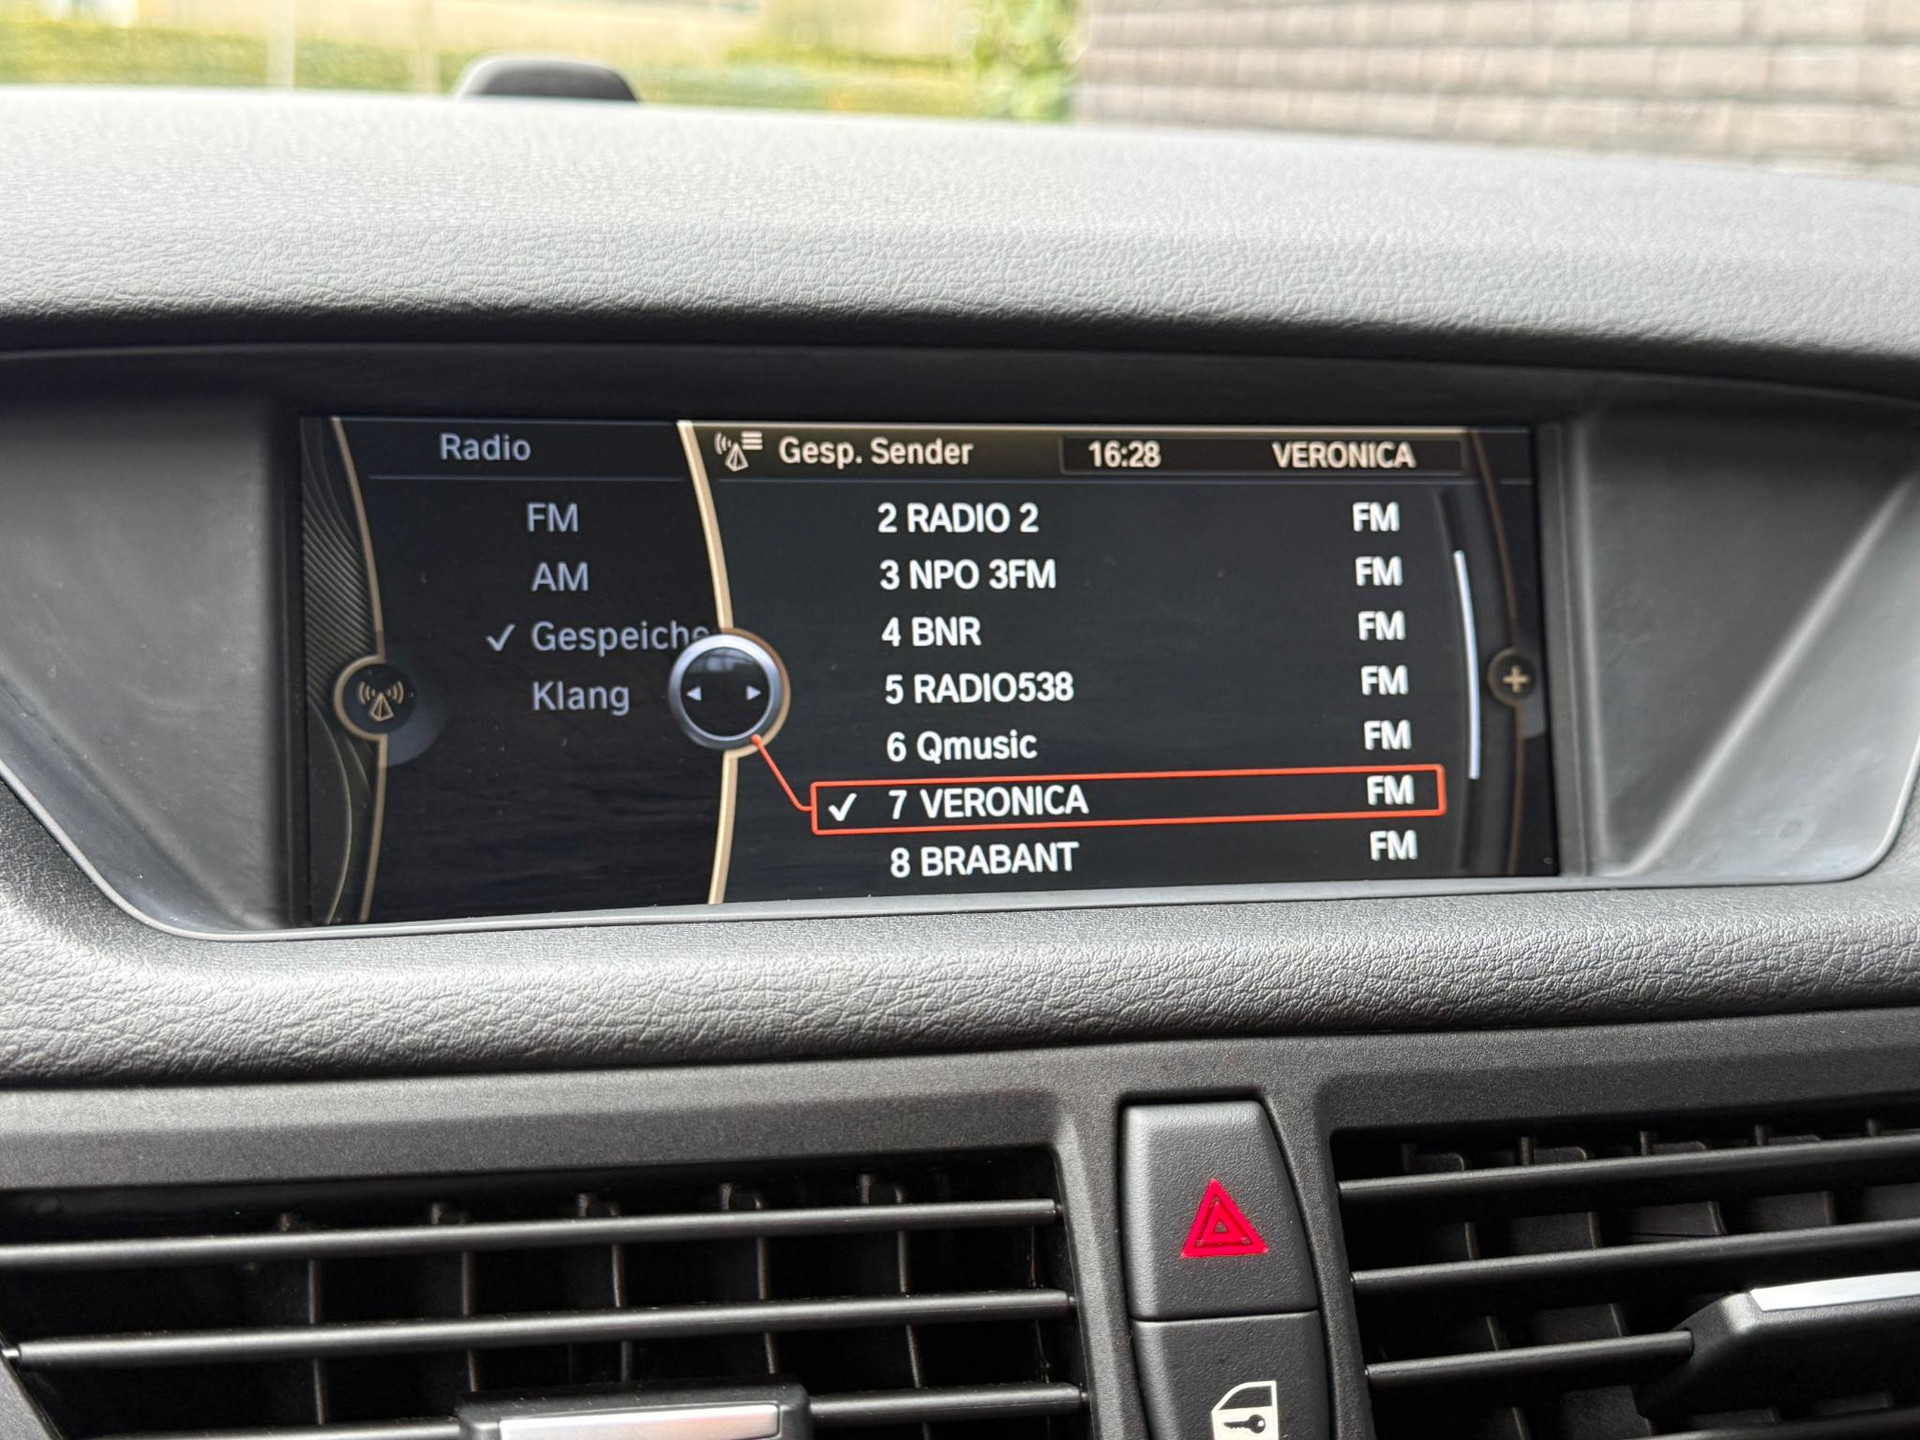 Radio
FM
AM
✓ Gespeiche
Klang
Gesp. Sender 16:28 VERONICA
2 RADIO 2 FM
3 NPO 3FM FM
4 BNR FM
5 RADIO538 FM
6 Qmusic FM
✓ 7 VERONICA FM
8 BRABANT FM